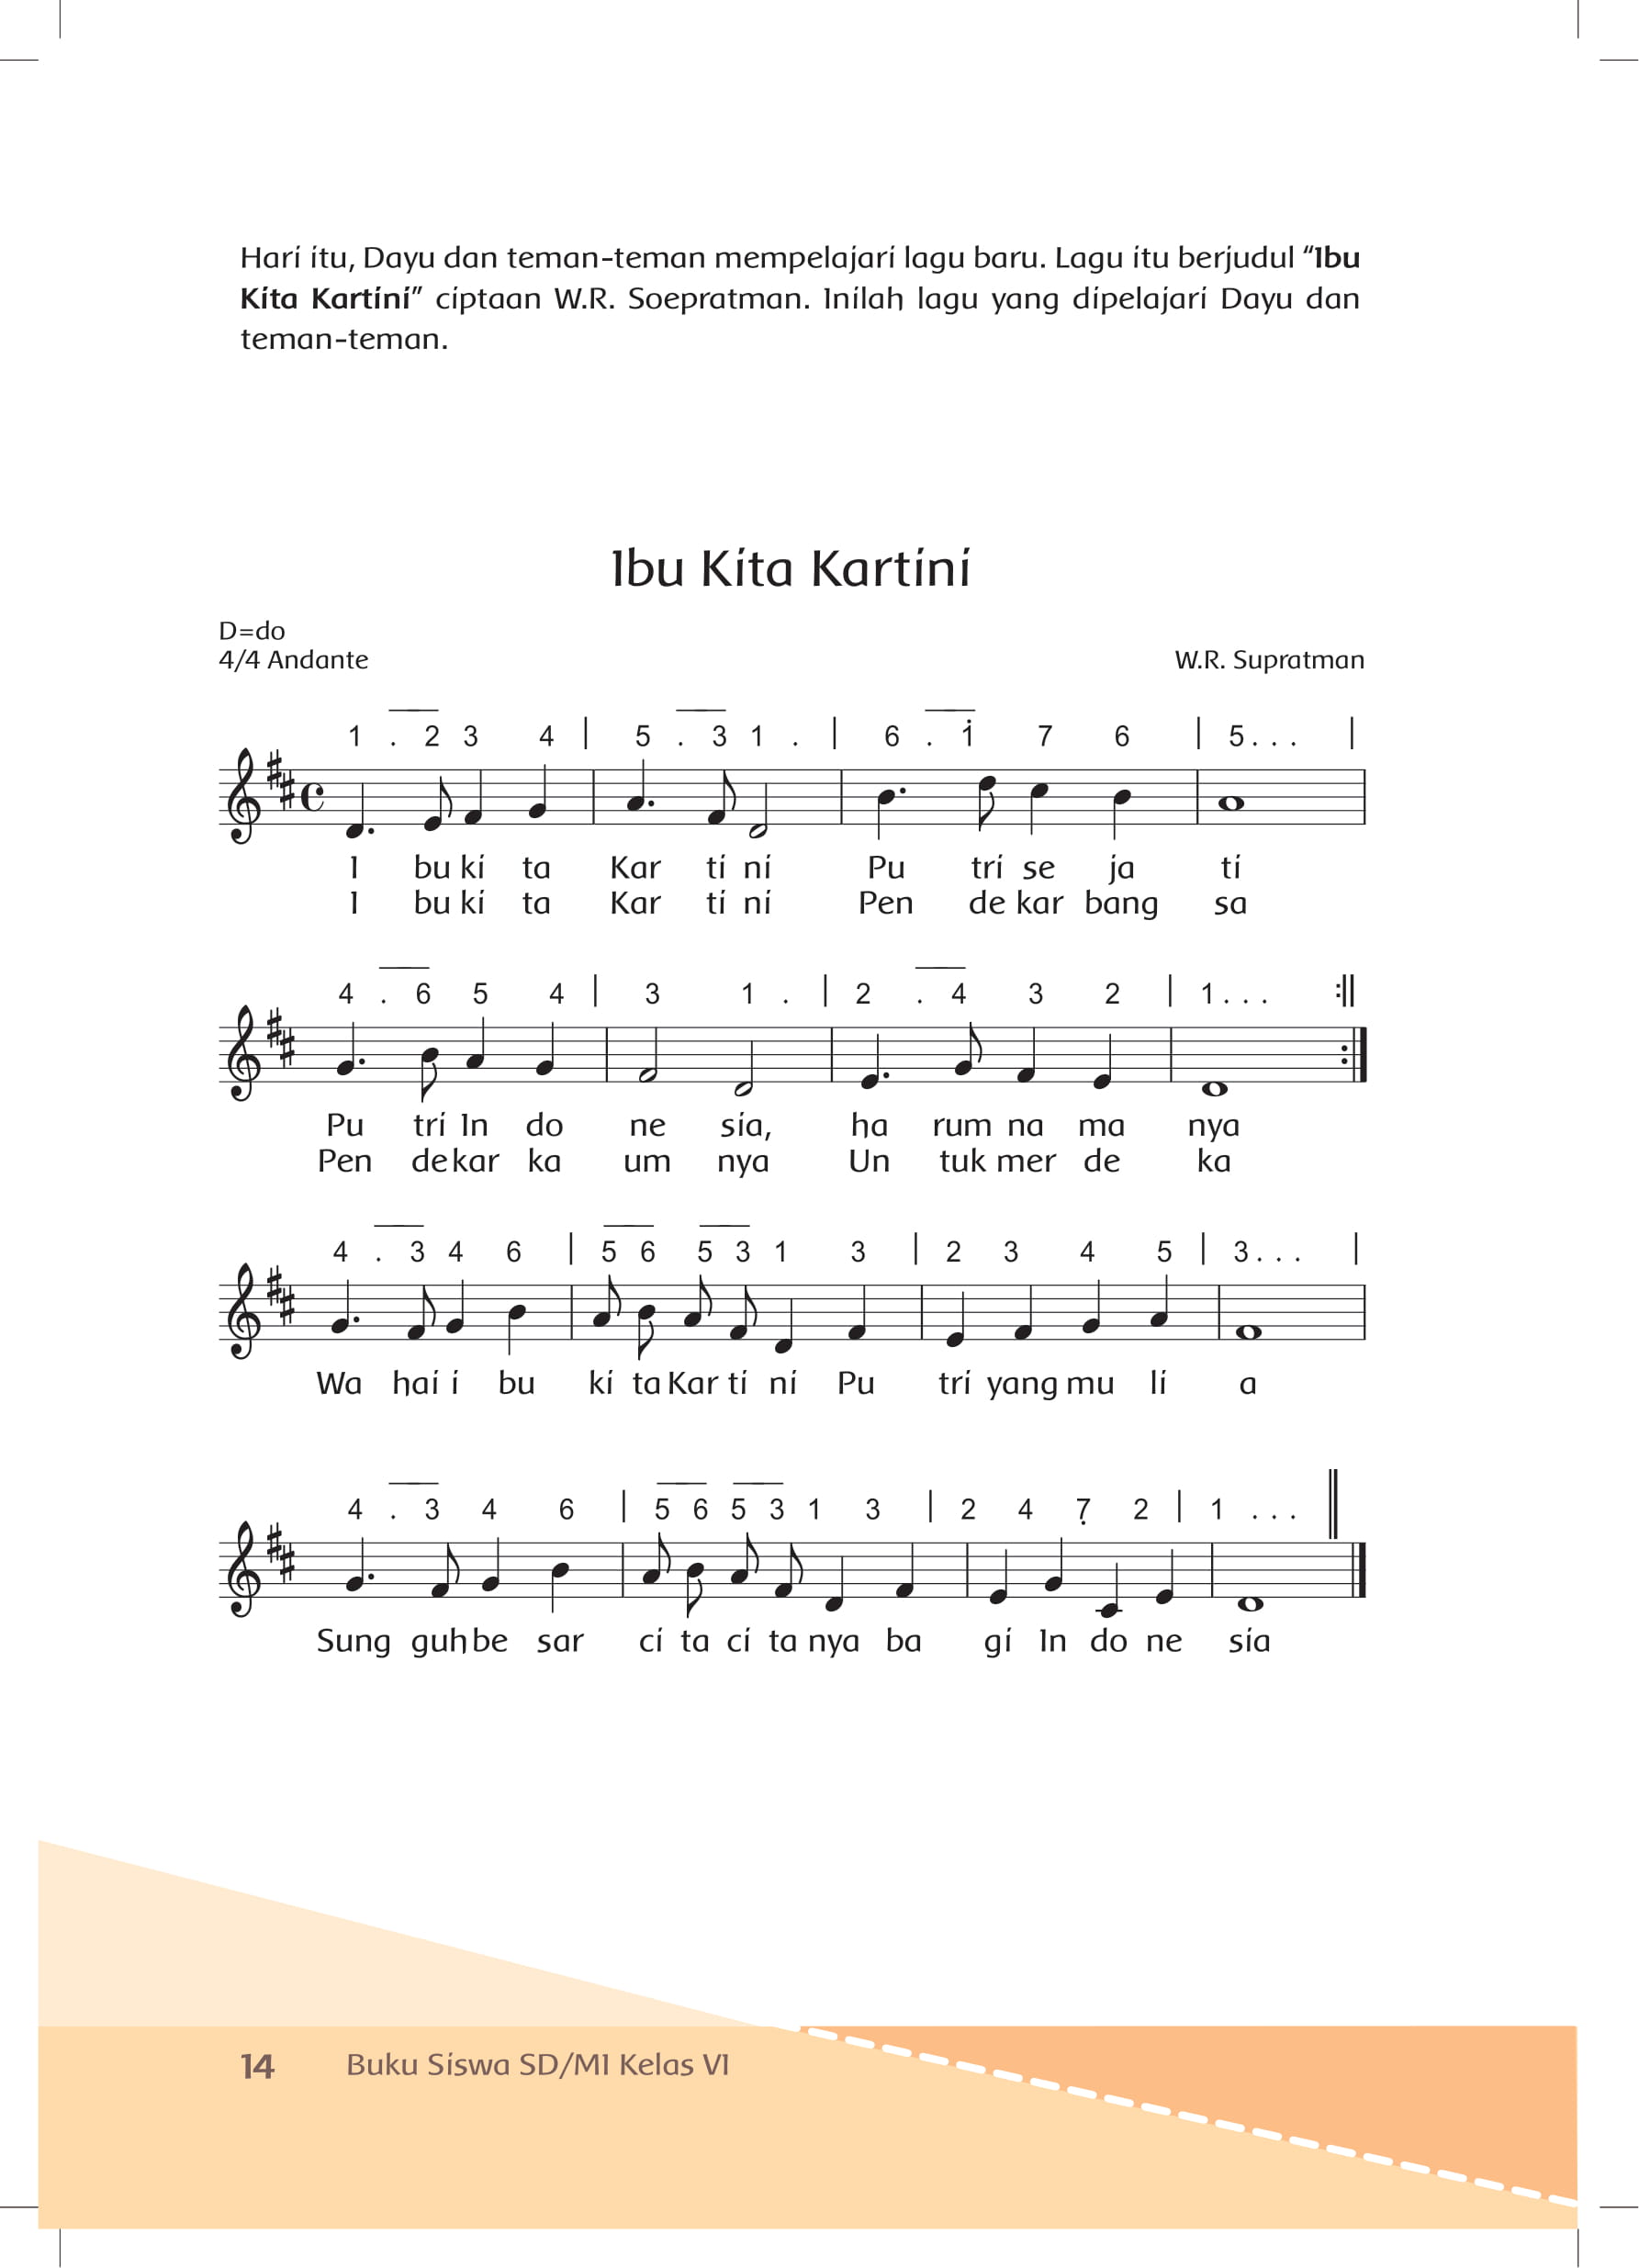 Hari itu, Dayu dan teman-teman mempelajari lagu baru. Lagu itu berjudul “Ibu
Kita Kartini” ciptaan W.R. Soepratman. Inilah lagu yang dipelajari Dayu dan
teman-teman.
Ibu Kita Kartini
D=do
4/4 Andante
W.R. Supratman
1 . 2 3 4 | 5 . 3 1 . | 6 . 1̇ 7 6 | 5 . . . |
I bu ki ta Kar ti ni Pu tri se ja ti
I bu ki ta Kar ti ni Pen de kar bang sa
4 . 6 5 4 | 3 1 . | 2 . 4 3 2 | 1 . . . :||
Pu tri In do ne sia, ha rum na ma nya
Pen de kar ka um nya Un tuk mer de ka
4 . 3 4 6 | 5 6 5 3 1 3 | 2 3 4 5 | 3 . . . |
Wa hai i bu ki ta Kar ti ni Pu tri yang mu li a
4 . 3 4 6 | 5 6 5 3 1 3 | 2 4 7̣ 2 | 1 . . . ||
Sung guh be sar ci ta ci ta nya ba gi In do ne sia
14 Buku Siswa SD/MI Kelas VI